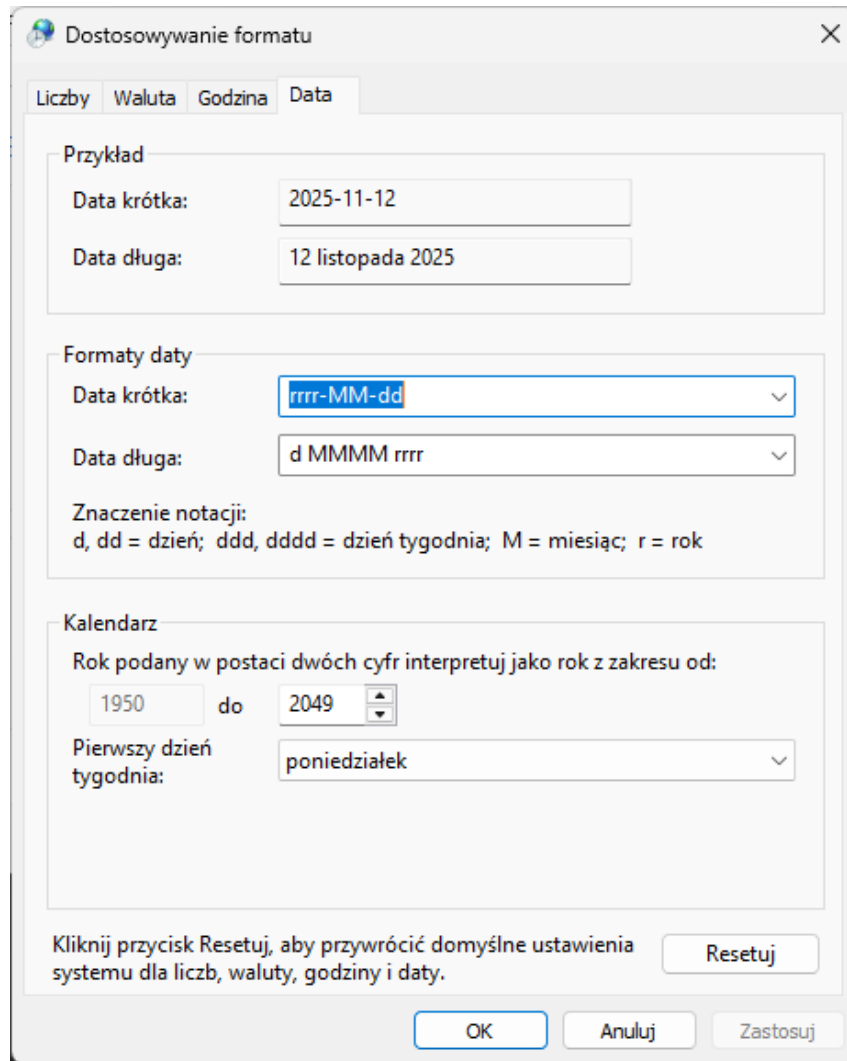 Dostosowywanie formatu
Liczby Waluta Godzina Data
Przykład
Data krótka: 2025-11-12
Data długa: 12 listopada 2025
Formaty daty
Data krótka: rrrr-MM-dd
Data długa: d MMMM rrrr
Znaczenie notacji:
d, dd = dzień; ddd, dddd = dzień tygodnia; M = miesiąc; r = rok
Kalendarz
Rok podany w postaci dwóch cyfr interpretuj jako rok z zakresu od:
1950 do 2049
Pierwszy dzień
tygodnia: poniedziałek
Kliknij przycisk Resetuj, aby przywrócić domyślne ustawienia
systemu dla liczb, waluty, godziny i daty.
Resetuj
OK Anuluj Zastosuj